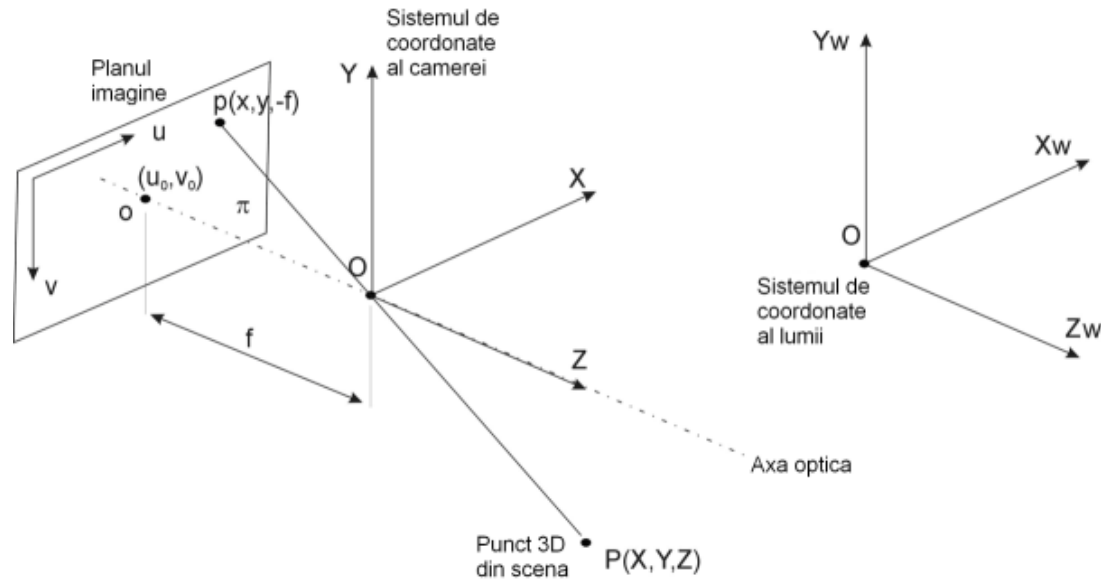 Sistemul de
coordonate
al camerei
Planul
imagine
Y
Yw
p(x,y,-f)
u
(u₀,v₀)
o
π
v
X
Xw
O
O
Sistemul de
coordonate
al lumii
f
Z
Zw
Axa optica
Punct 3D
din scena
P(X,Y,Z)